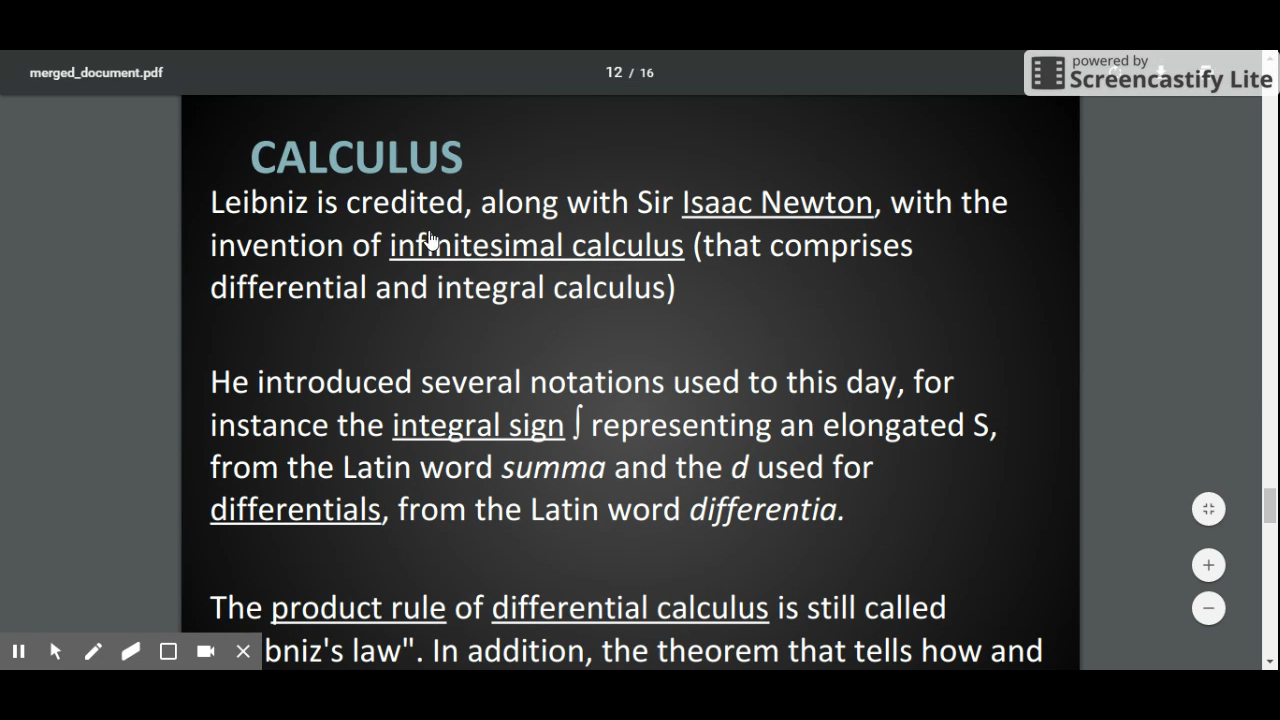 merged_document.pdf
12 / 16
powered by
Screencastify Lite
CALCULUS
Leibniz is credited, along with Sir Isaac Newton, with the
invention of infinitesimal calculus (that comprises
differential and integral calculus)
He introduced several notations used to this day, for
instance the integral sign ∫ representing an elongated S,
from the Latin word summa and the d used for
differentials, from the Latin word differentia.
The product rule of differential calculus is still called
bniz's law". In addition, the theorem that tells how and